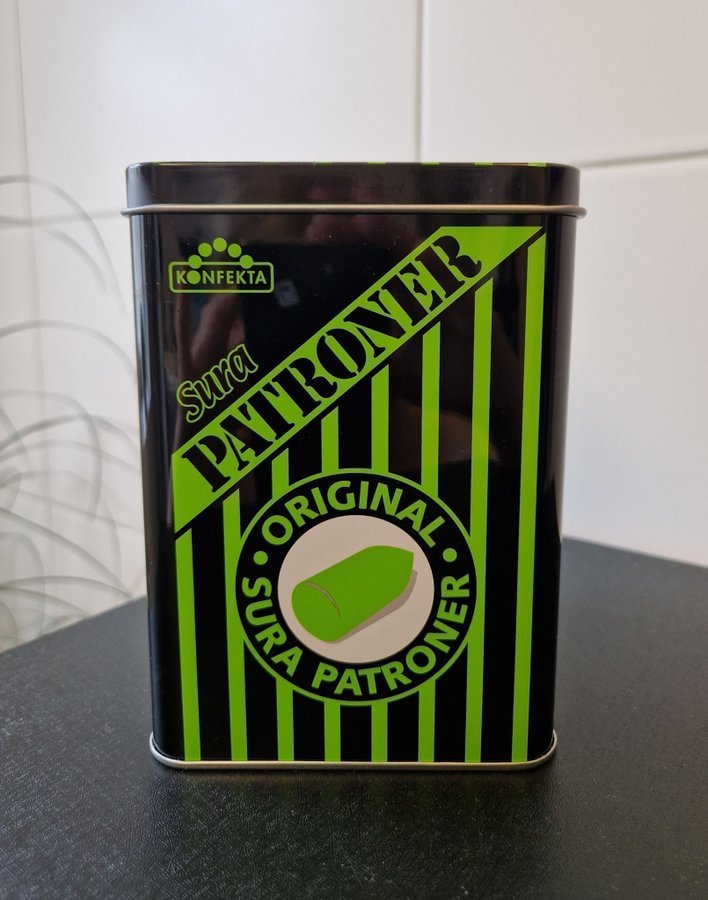 KONFEKTA
Sura
PATRONER
ORIGINAL
SURA PATRONER